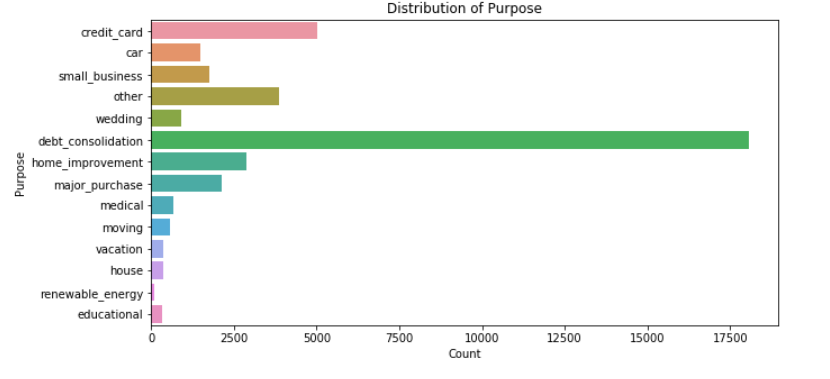 Distribution of Purpose
credit_card
car
small_business
other
wedding
debt_consolidation
home_improvement
major_purchase
medical
moving
vacation
house
renewable_energy
educational
Purpose
0 2500 5000 7500 10000 12500 15000 17500
Count